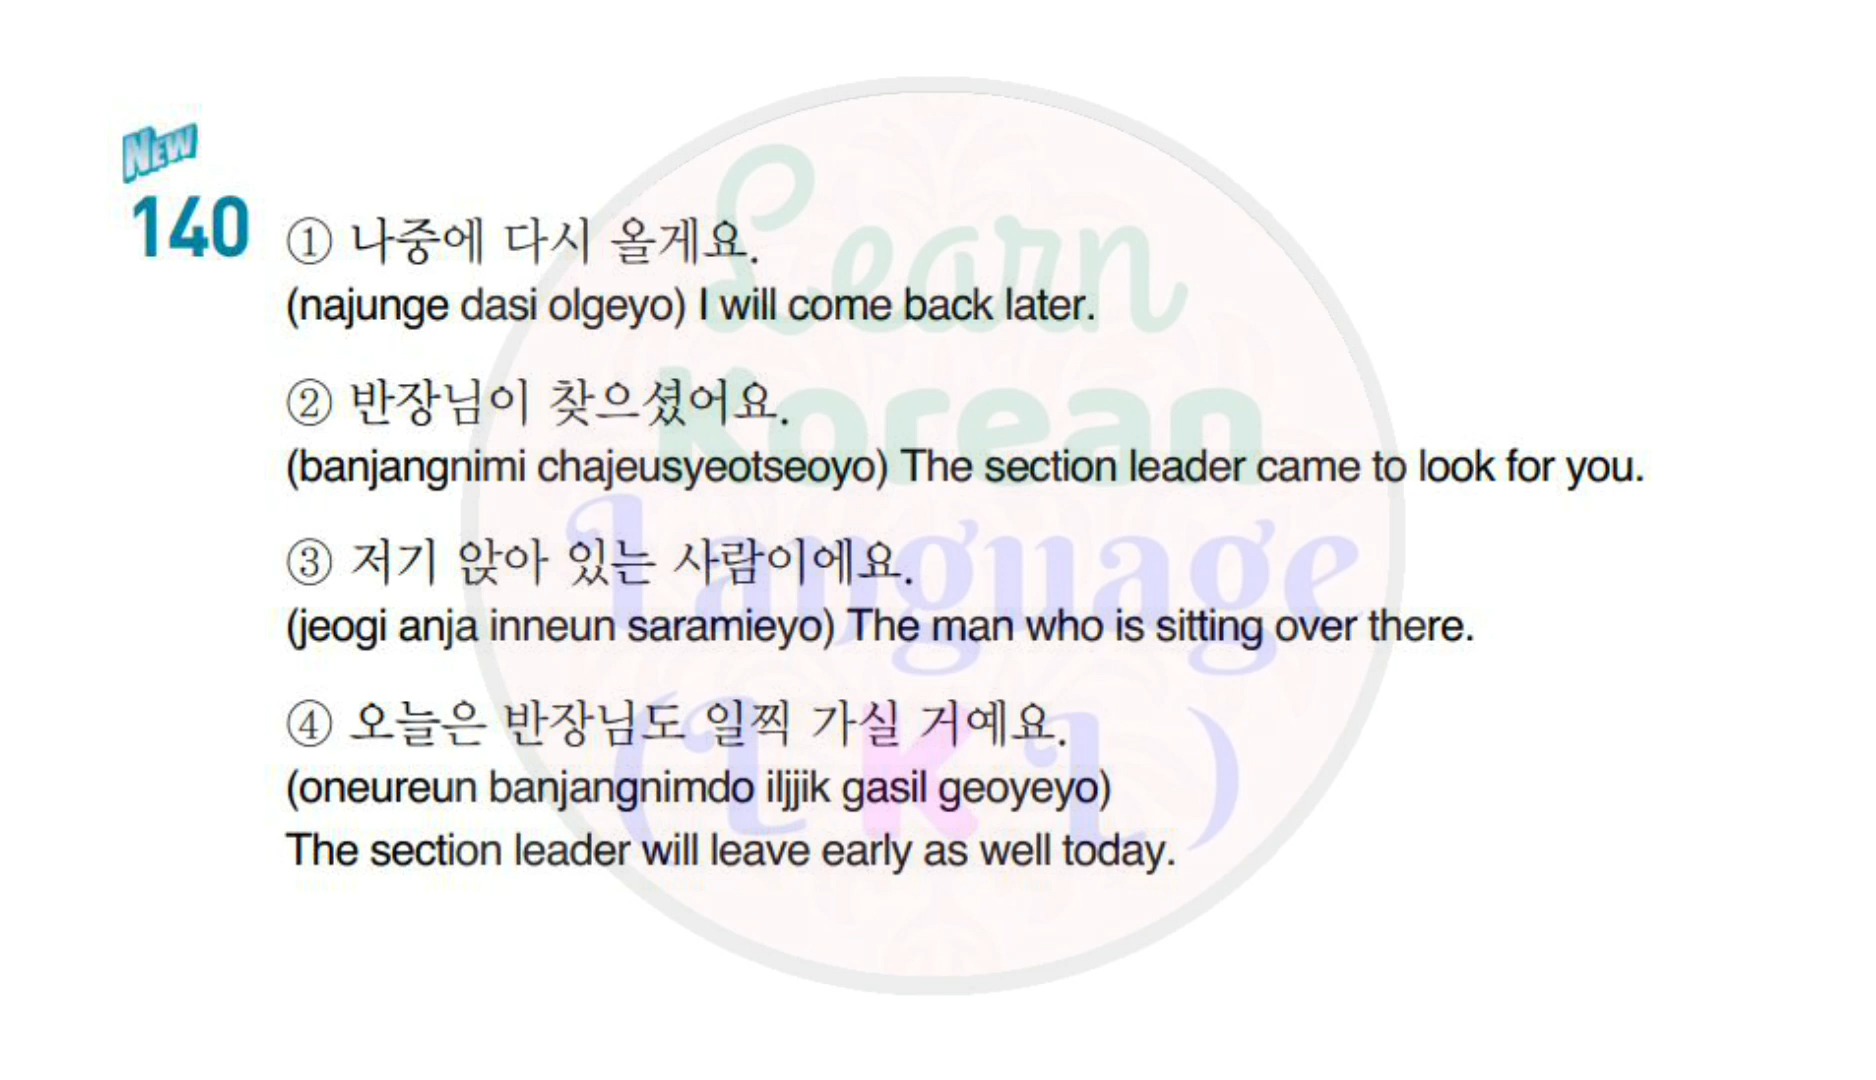 NEW
140 ① 나중에 다시 올게요.
(najunge dasi olgeyo) I will come back later.
② 반장님이 찾으셨어요.
(banjangnimi chajeusyeotseoyo) The section leader came to look for you.
③ 저기 앉아 있는 사람이에요.
(jeogi anja inneun saramieyo) The man who is sitting over there.
④ 오늘은 반장님도 일찍 가실 거예요.
(oneureun banjangnimdo iljjik gasil geoyeyo)
The section leader will leave early as well today.
Learn
Korean
Language
(LKL)